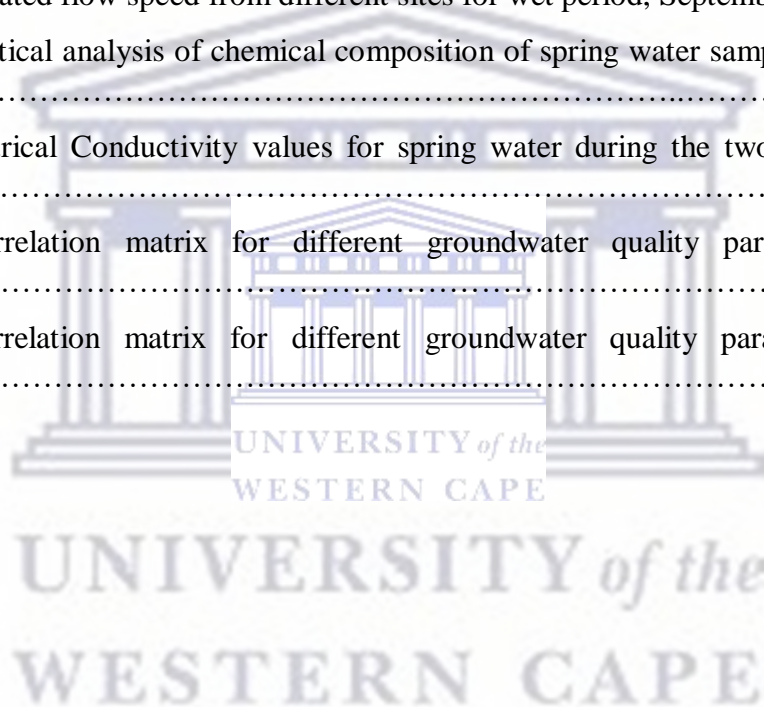 ated flow speed from different sites for wet period, Septemb
tical analysis of chemical composition of spring water samp
……………………………………………………..………
rical Conductivity values for spring water during the two
………………………………………………………………
rrelation matrix for different groundwater quality par
………………………………………………………………
rrelation matrix for different groundwater quality para
………………………………………………………………
UNIVERSITY of the
WESTERN CAPE
UNIVERSITY of the
WESTERN CAPE